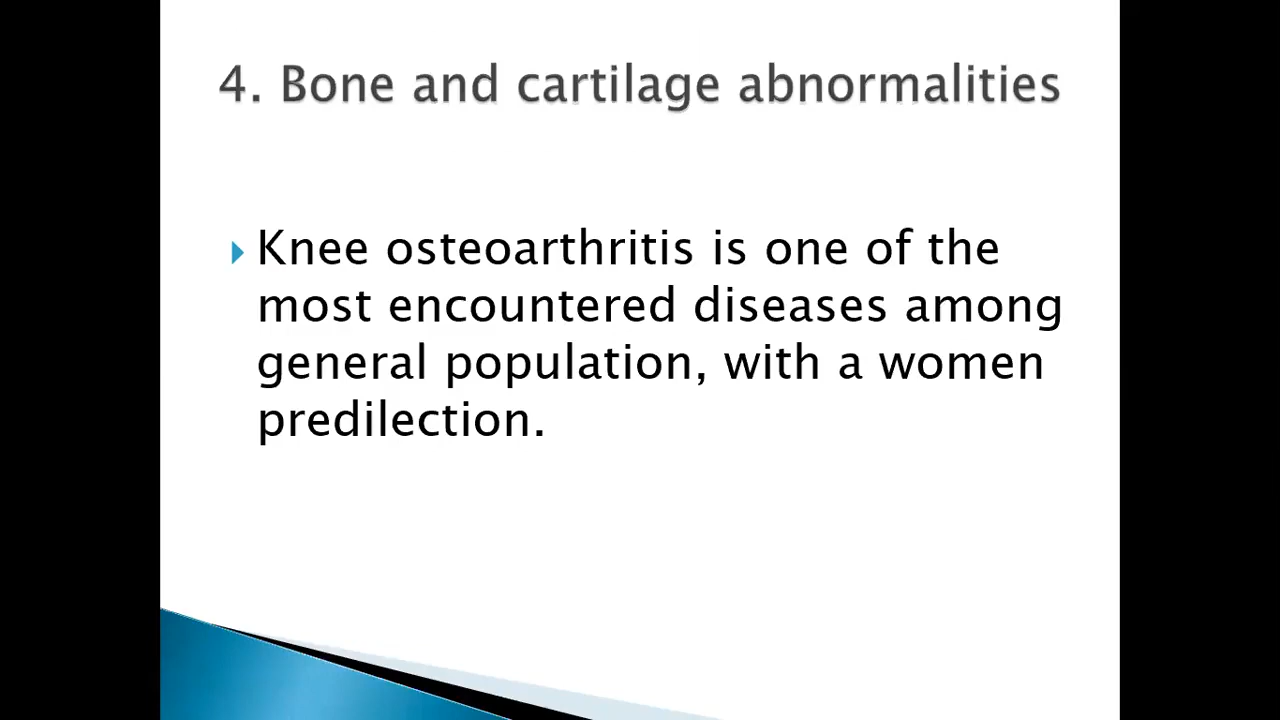 4. Bone and cartilage abnormalities
Knee osteoarthritis is one of the
most encountered diseases among
general population, with a women
predilection.